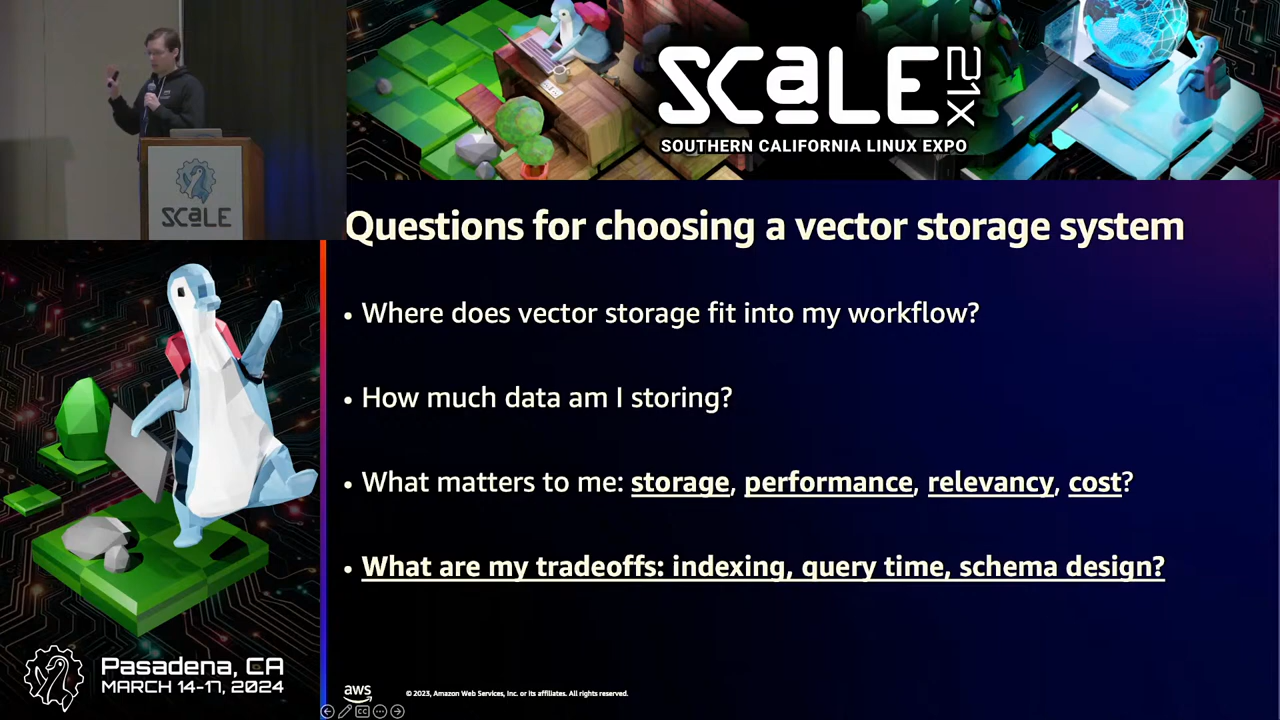 SCALE
21X
SOUTHERN CALIFORNIA LINUX EXPO
SCALE
Questions for choosing a vector storage system
• Where does vector storage fit into my workflow?
• How much data am I storing?
• What matters to me: storage, performance, relevancy, cost?
• What are my tradeoffs: indexing, query time, schema design?
Pasadena, CA
MARCH 14-17, 2024
aws
© 2023, Amazon Web Services, Inc. or its affiliates. All rights reserved.
CC